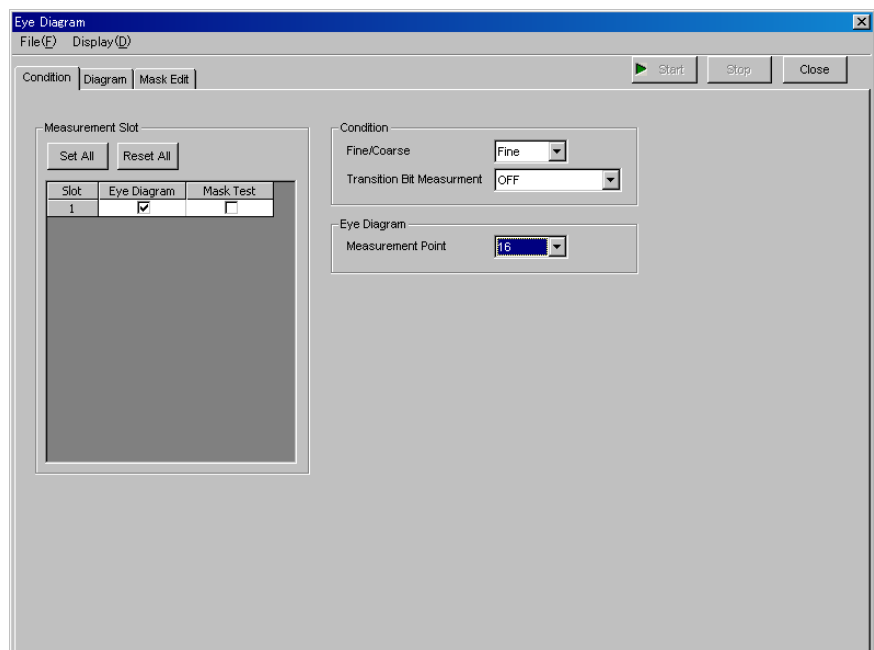 Eye Diagram
File(F) Display(D)
Start Stop Close
Condition Diagram Mask Edit
Measurement Slot
Set All Reset All
Slot Eye Diagram Mask Test
1
Condition
Fine/Coarse Fine
Transition Bit Measurment OFF
Eye Diagram
Measurement Point 16